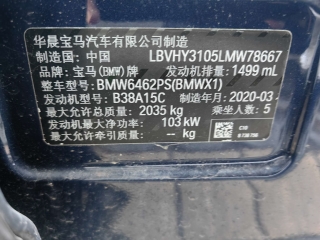 华晨宝马汽车有限公司制造
制造国: 中国 LBVHY3105LMW78667
品牌: 宝马(BMW) 发动机排量: 1499 mL
整车型号: BMW6462PS(BMWX1)
发动机型号: B38A15C 制造年月: 2020-03
最大允许总质量: 2035 kg 乘坐人数: 5
发动机最大净功率: 103 kW
最大允许牵引质量: -- kg